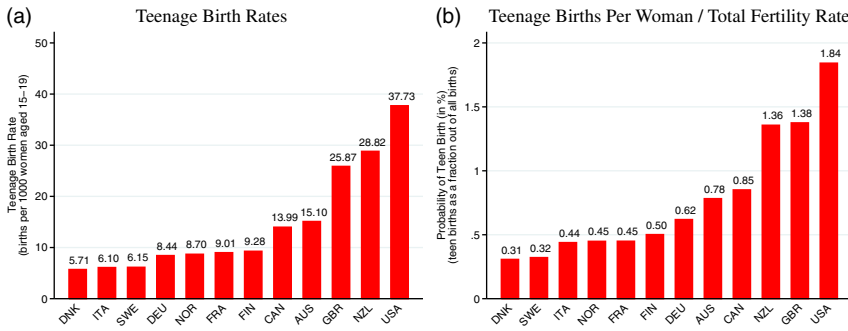 (a) Teenage Birth Rates
Teenage Birth Rate
(births per 1000 women aged 15–19)
50
40
30
20
10
0
5.71 6.10 6.15 8.44 8.70 9.01 9.28 13.99 15.10 25.87 28.82 37.73
DNK ITA SWE DEU NOR FRA FIN CAN AUS GBR NZL USA
(b) Teenage Births Per Woman / Total Fertility Rate
Probability of Teen Birth (in %)
(teen births as a fraction out of all births)
2
1.5
1
.5
0
0.31 0.32 0.44 0.45 0.45 0.50 0.62 0.78 0.85 1.36 1.38 1.84
DNK SWE ITA NOR FRA FIN DEU AUS CAN NZL GBR USA